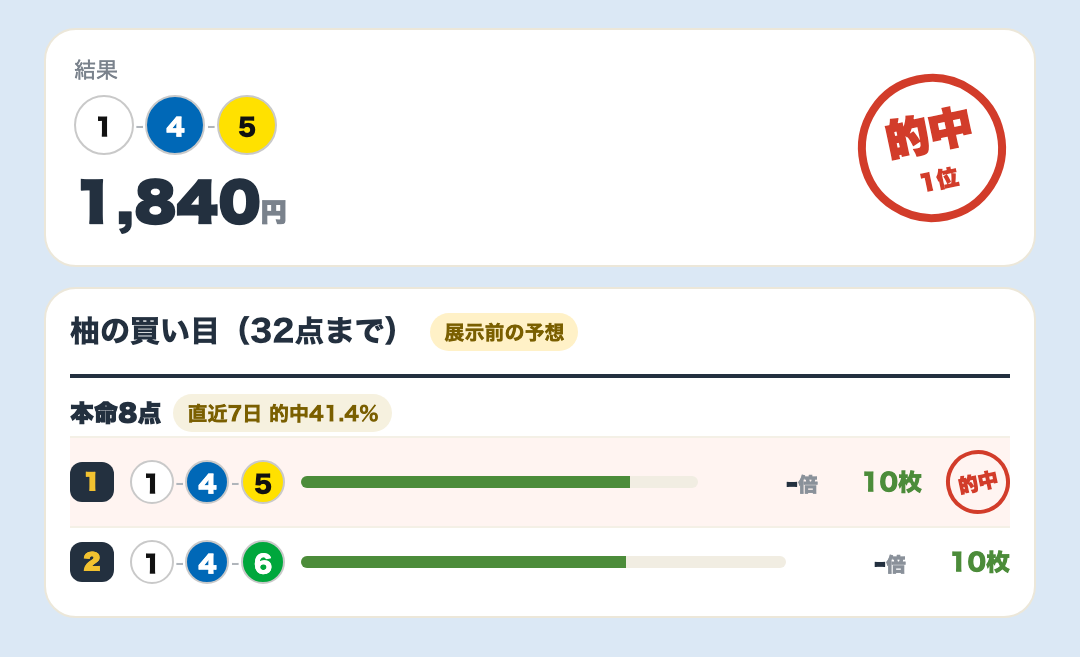 結果
1-4-5
1,840円
的中
1位
柚の買い目（32点まで） 展示前の予想
本命8点 直近7日 的中41.4%
1 1-4-5 -倍 10枚 的中
2 1-4-6 -倍 10枚